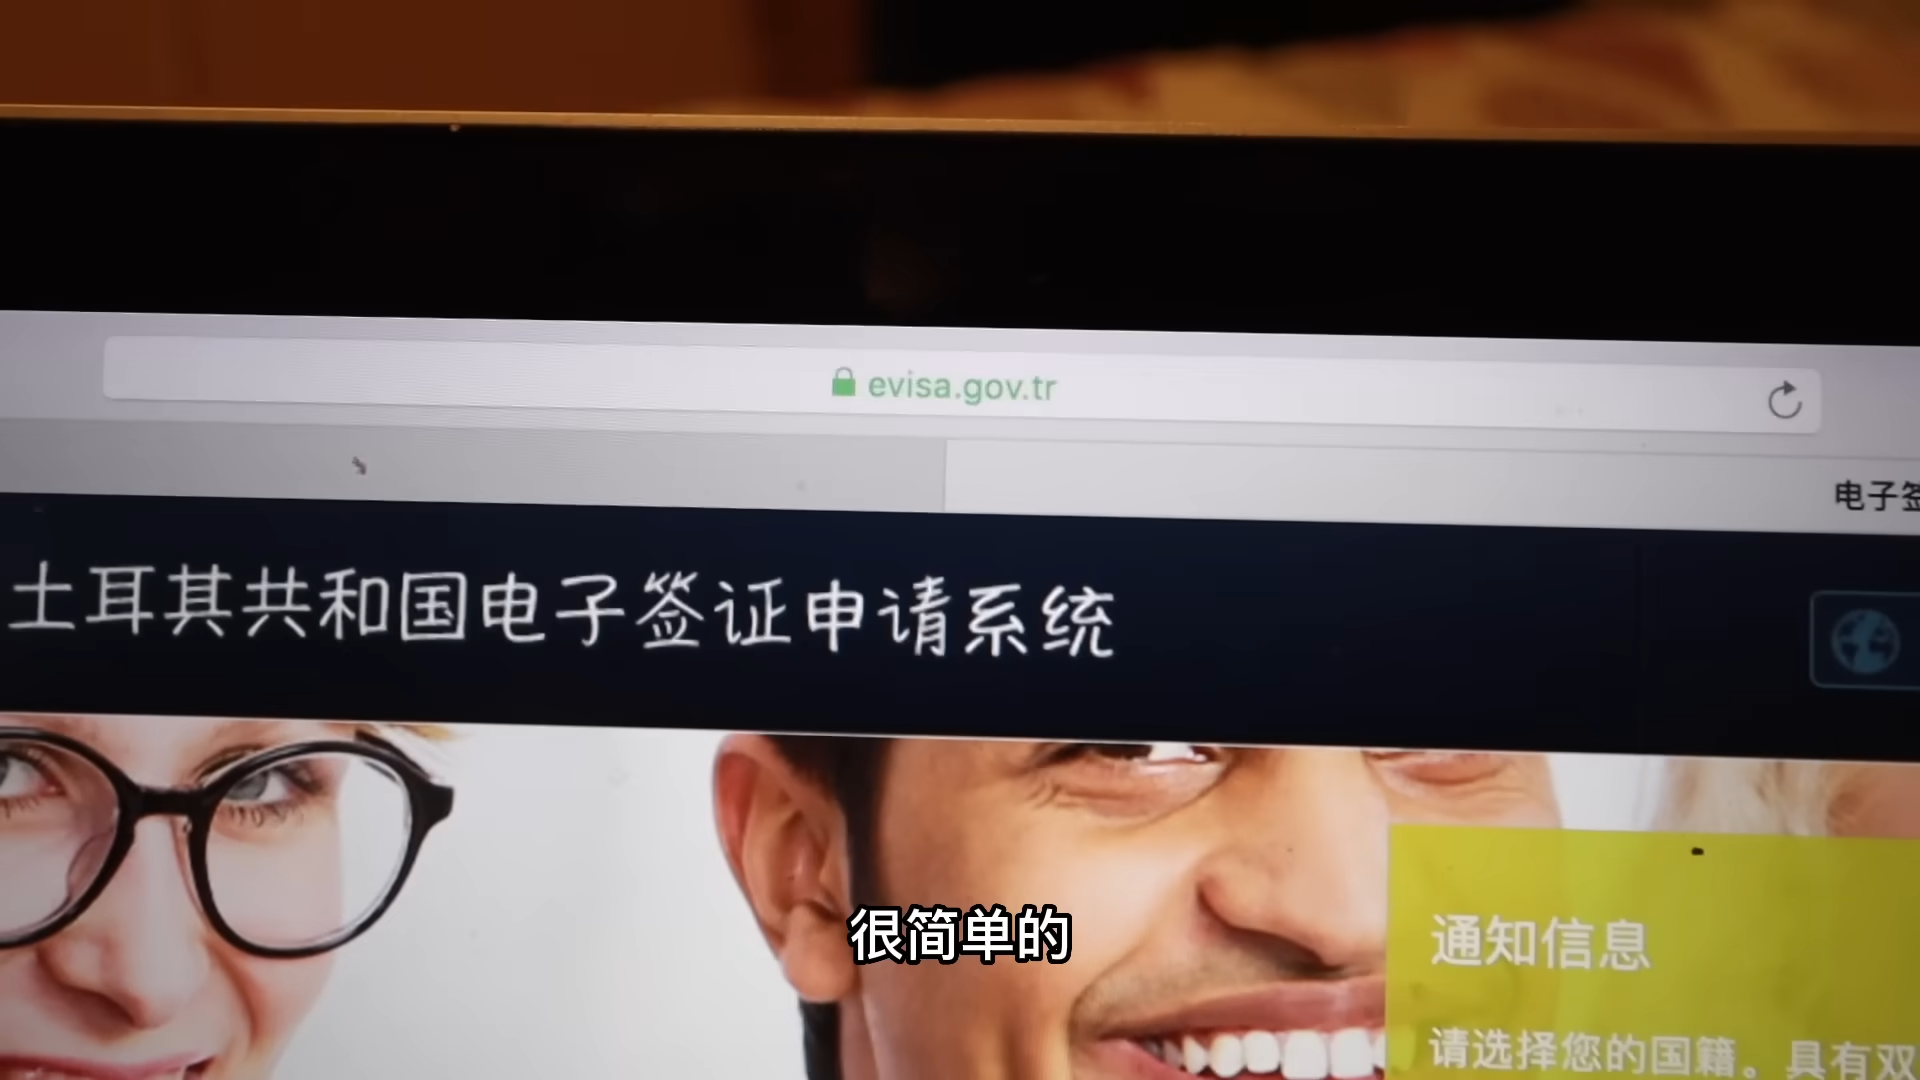 evisa.gov.tr
电子签
土耳其共和国电子签证申请系统
很简单的
通知信息
请选择您的国籍。具有双